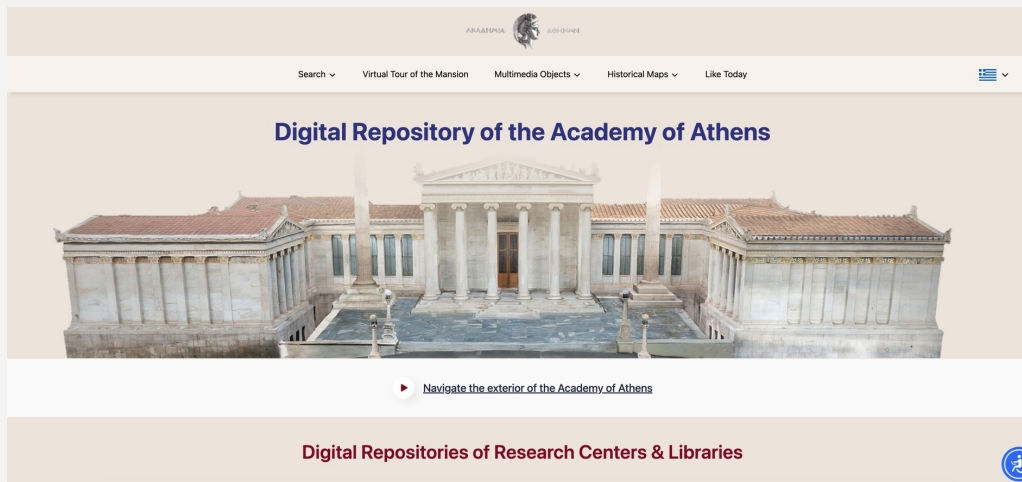 ΑΚΑΔΗΜΙΑ ΑΘΗΝΩΝ
Search
Virtual Tour of the Mansion
Multimedia Objects
Historical Maps
Like Today
Digital Repository of the Academy of Athens
Navigate the exterior of the Academy of Athens
Digital Repositories of Research Centers & Libraries